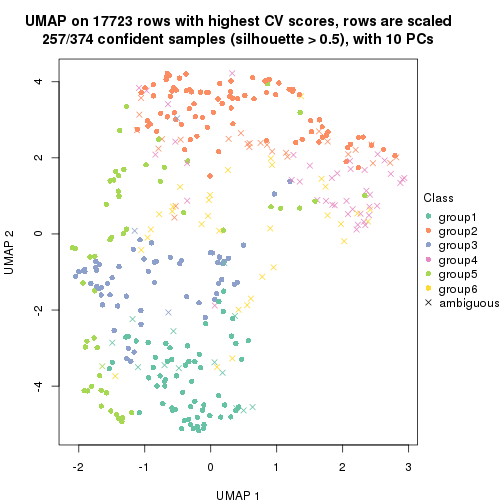 UMAP on 17723 rows with highest CV scores, rows are scaled
257/374 confident samples (silhouette > 0.5), with 10 PCs
4
2
0
-2
-4
UMAP 2
-2 -1 0 1 2 3
UMAP 1
Class
group1
group2
group3
group4
group5
group6
ambiguous